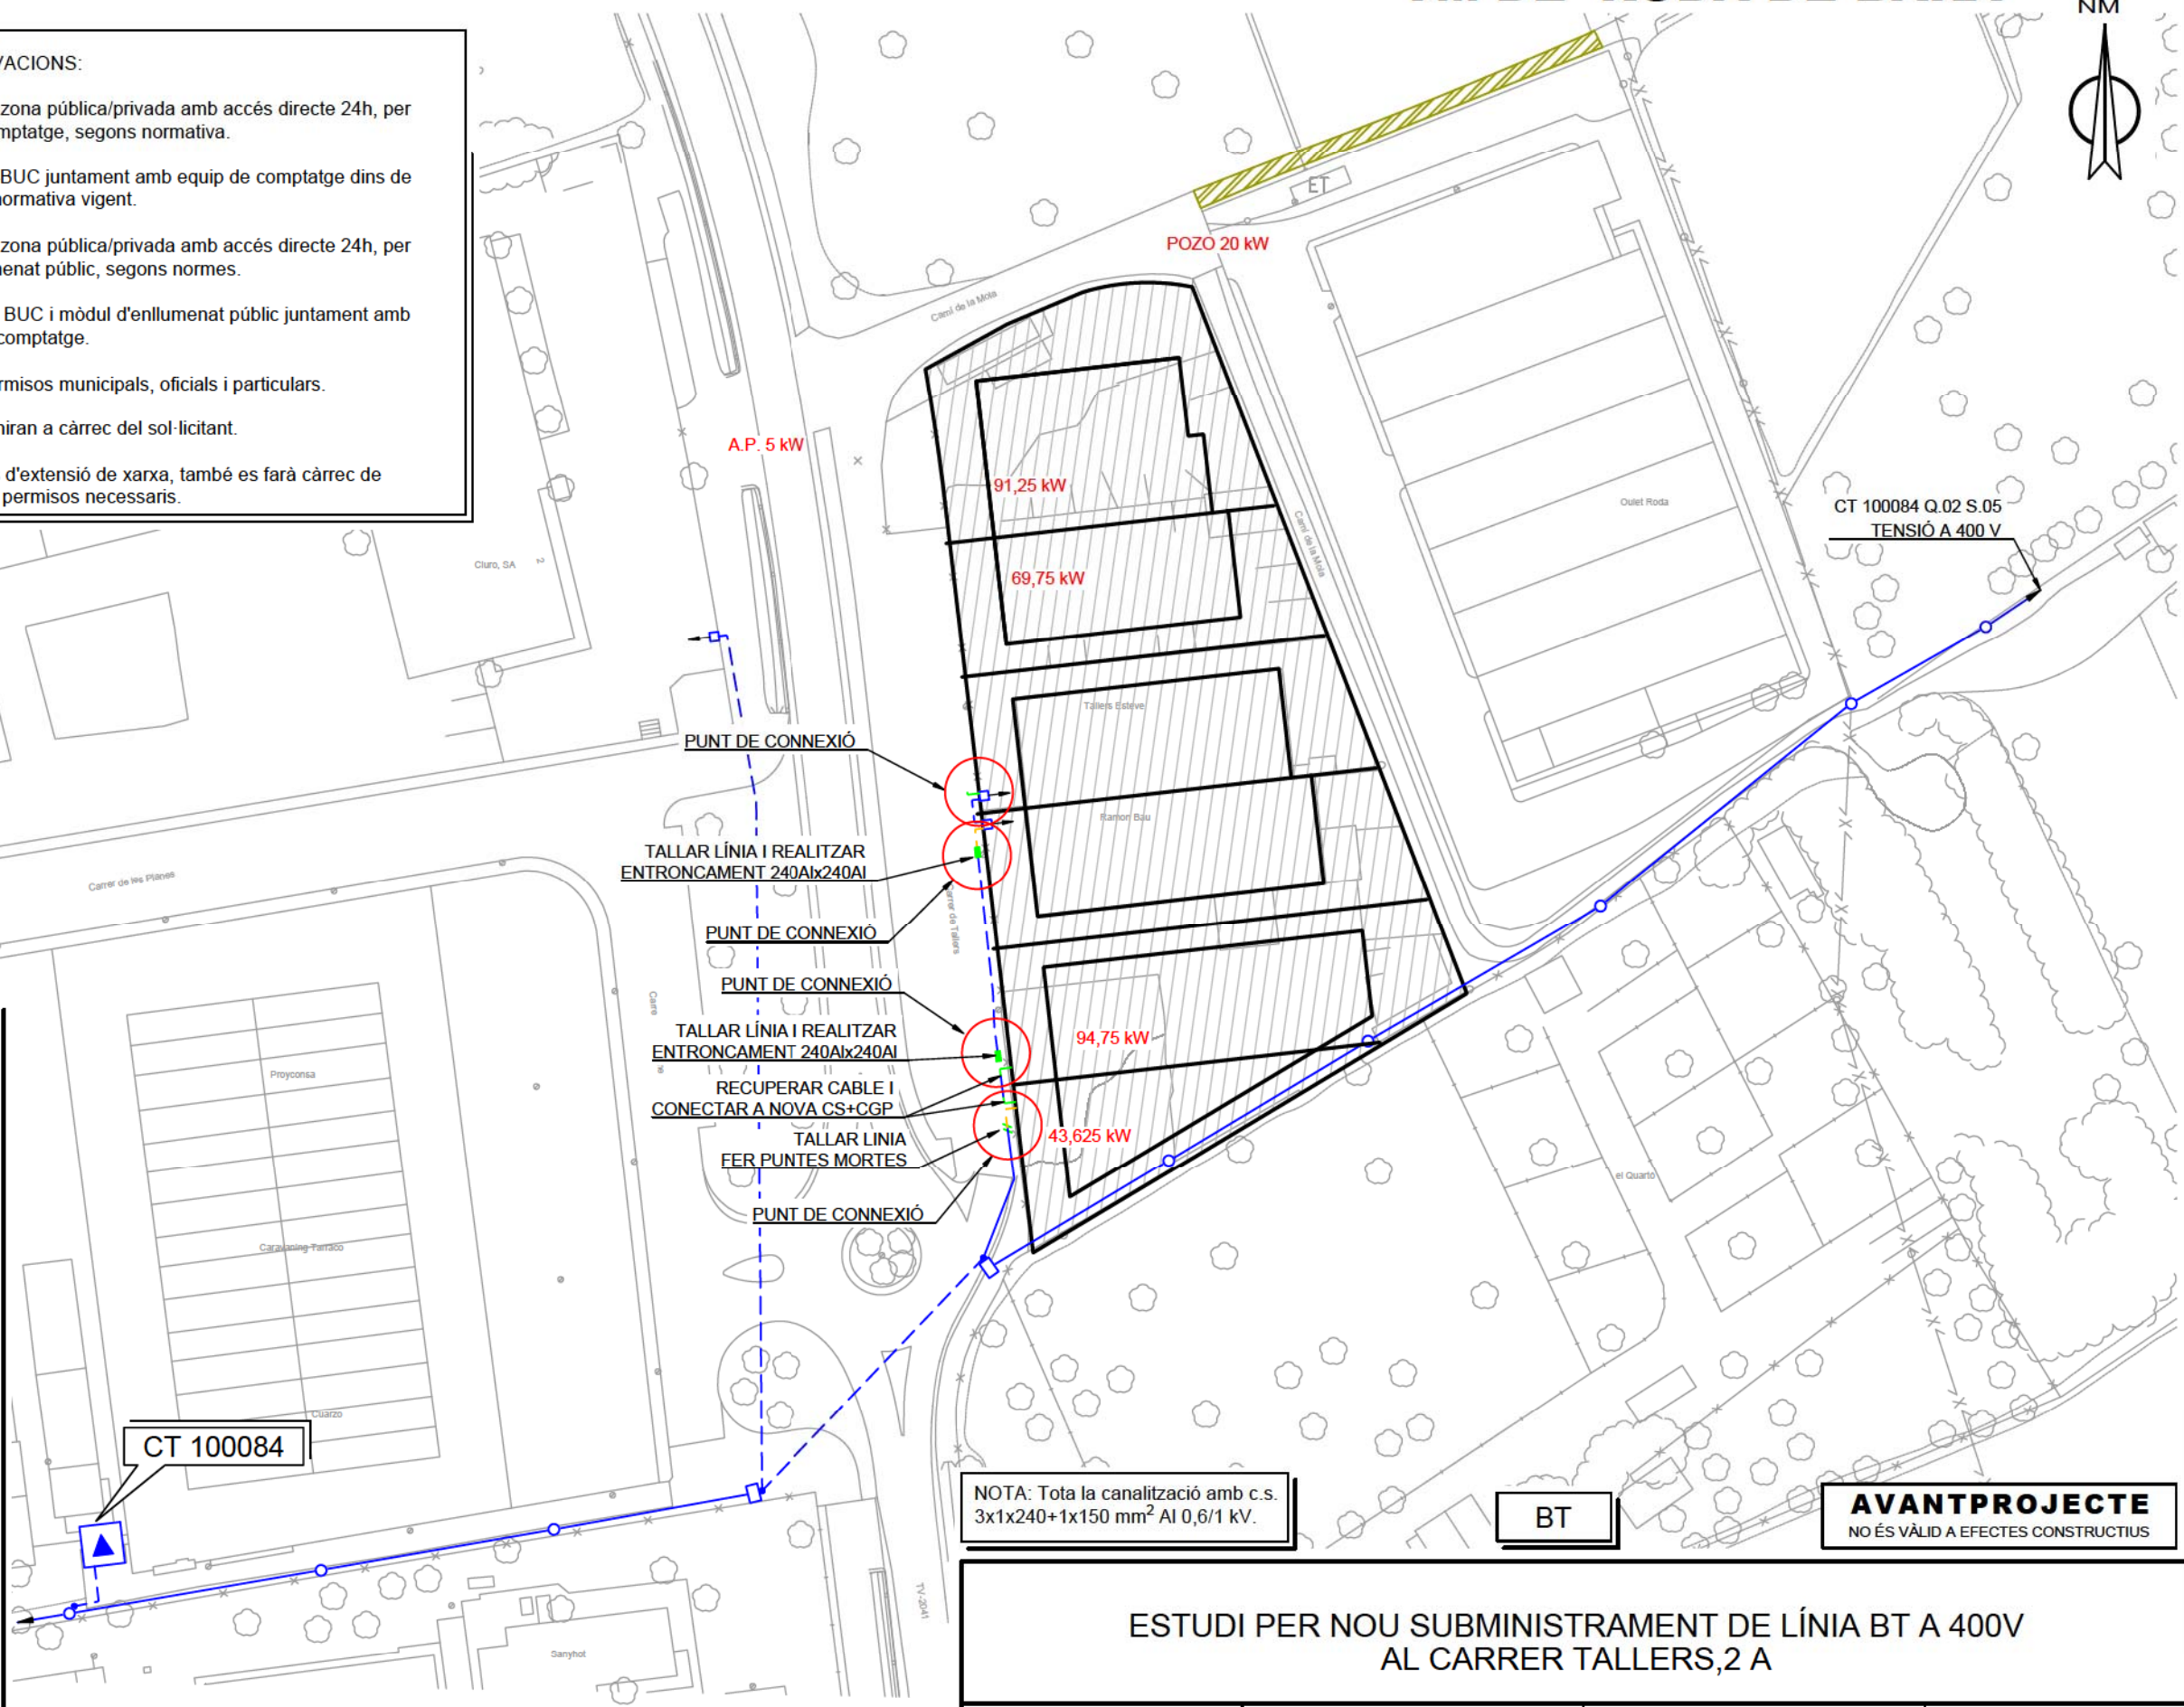 NM
VACIONS:
zona pública/privada amb accés directe 24h, per
mptatge, segons normativa.
BUC juntament amb equip de comptatge dins de
normativa vigent.
zona pública/privada amb accés directe 24h, per
menat públic, segons normes.
BUC i mòdul d'enllumenat públic juntament amb
comptatge.
rmisos municipals, oficials i particulars.
niran a càrrec del sol·licitant.
d'extensió de xarxa, també es farà càrrec de
permisos necessaris.
ET
POZO 20 kW
Camí de la Mola
A.P. 5 kW
91,25 kW
Oulet Roda
CT 100084 Q.02 S.05
TENSIÓ A 400 V
Camí de la Mola
Cluro, SA
2
69,75 kW
Tallers Esteve
PUNT DE CONNEXIÓ
Ramon Bau
TALLAR LÍNIA I REALITZAR
ENTRONCAMENT 240Alx240Al
Carrer de les Planes
Carrer de Tallers
PUNT DE CONNEXIÓ
PUNT DE CONNEXIÓ
Carre
TALLAR LÍNIA I REALITZAR
ENTRONCAMENT 240Alx240Al
94,75 kW
Proyconsa
RECUPERAR CABLE I
CONECTAR A NOVA CS+CGP
TALLAR LINIA
FER PUNTES MORTES
43,625 kW
el Quartó
PUNT DE CONNEXIÓ
Caravaning Tarraco
Cuarzo
CT 100084
NOTA: Tota la canalització amb c.s.
3x1x240+1x150 mm² Al 0,6/1 kV.
BT
AVANTPROJECTE
NO ÉS VÀLID A EFECTES CONSTRUCTIUS
TV-2041
Sanyhot
ESTUDI PER NOU SUBMINISTRAMENT DE LÍNIA BT A 400V
AL CARRER TALLERS,2 A